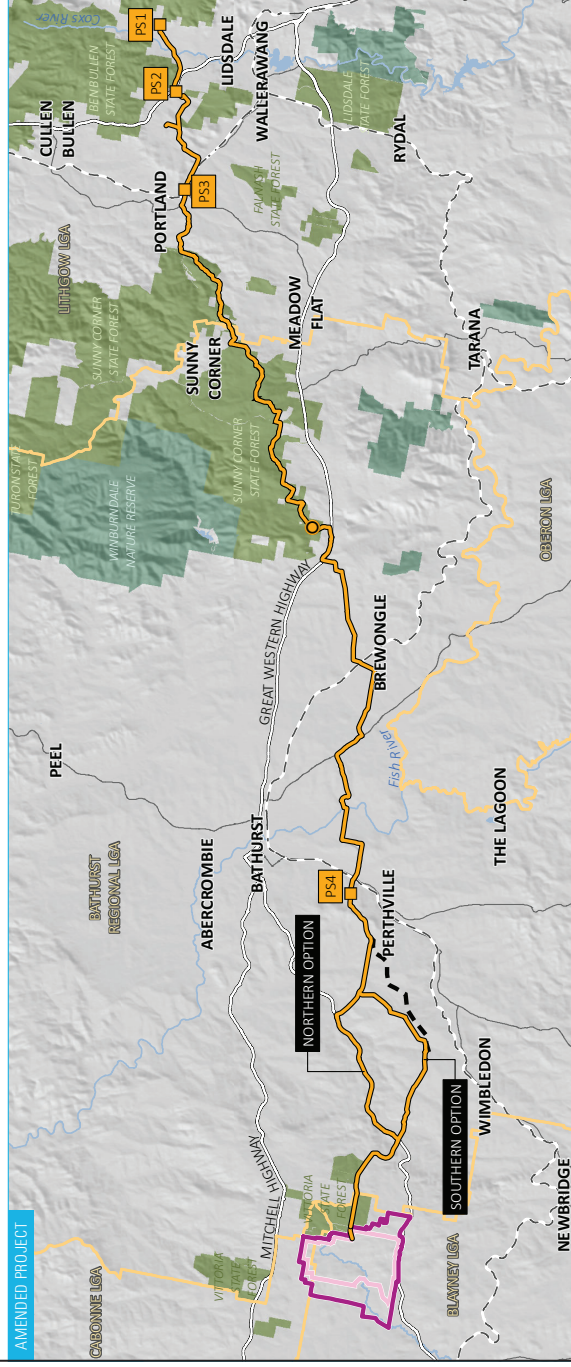 AMENDED PROJECT
CABONNE LGA
VITTORIA
STATE
FOREST
MITCHELL HIGHWAY
VITTORIA
STATE
FOREST
BLAYNEY LGA
NEWBRIDGE
SOUTHERN OPTION
WIMBLEDON
NORTHERN OPTION
PERTHVILLE
PS4
BATHURST
REGIONAL LGA
ABERCROMBIE
BATHURST
PEEL
THE LAGOON
Fish River
BREWONGLE
GREAT WESTERN HIGHWAY
OBERON LGA
TURON STATE
FOREST
WINBURNDALE
NATURE RESERVE
SUNNY CORNER
STATE FOREST
SUNNY
CORNER
SUNNY CORNER
STATE FOREST
MEADOW
FLAT
TARANA
LITHGOW LGA
PORTLAND
PS3
FALNASH
STATE FOREST
CULLEN
BULLEN
BEN BULLEN
STATE FOREST
PS2
PS1
Coxs River
LIDSDALE
WALLERAWANG
LIDSDALE
STATE FOREST
RYDAL